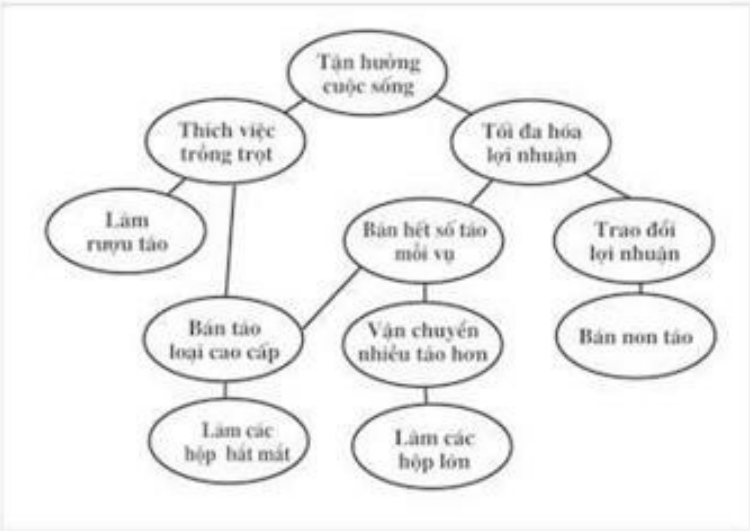 Tận hưởng
cuộc sống
Thích việc
trồng trọt
Tối đa hóa
lợi nhuận
Làm
rượu táo
Bán hết số táo
mỗi vụ
Trao đổi
lợi nhuận
Bán táo
loại cao cấp
Vận chuyển
nhiều táo hơn
Bán non táo
Làm các
hộp bắt mắt
Làm các
hộp lớn